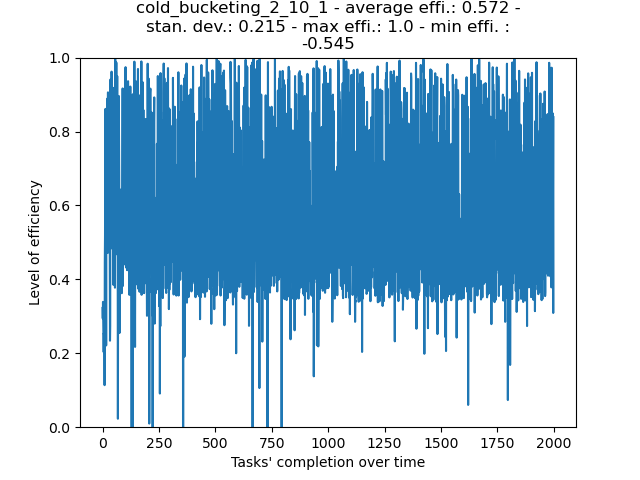 cold_bucketing_2_10_1 - average effi.: 0.572 -
stan. dev.: 0.215 - max effi.: 1.0 - min effi. :
-0.545
1.0
0.8
0.6
0.4
0.2
0.0
Level of efficiency
0 250 500 750 1000 1250 1500 1750 2000
Tasks' completion over time